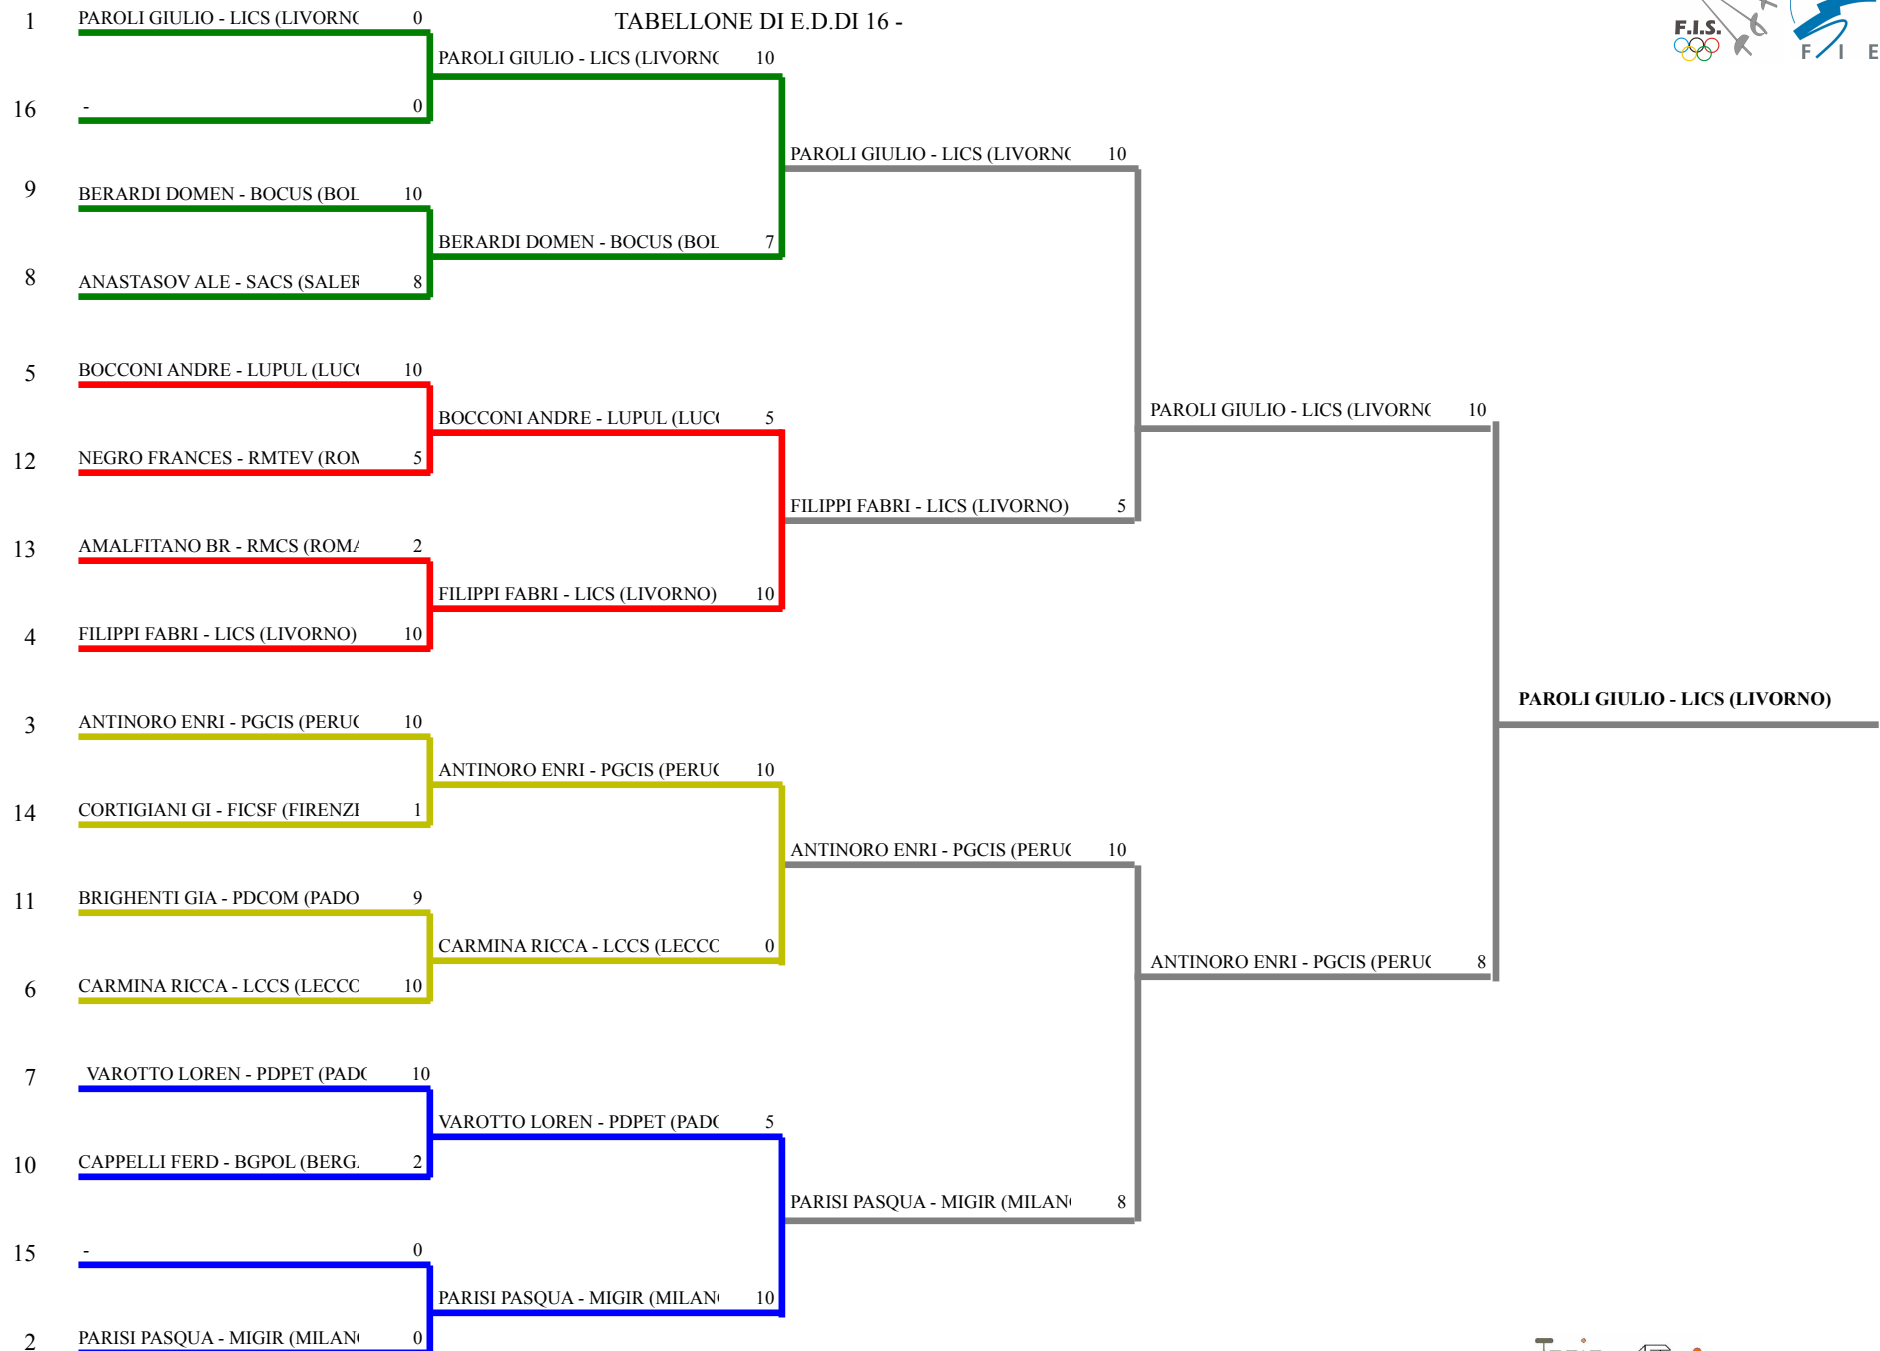 TABELLONE DI E.D.DI 16 -
F.I.S.
F I E
1 PAROLI GIULIO - LICS (LIVORN 0
16 - 0
9 BERARDI DOMEN - BOCUS (BOL 10
8 ANASTASOV ALE - SACS (SALER 8
5 BOCCONI ANDRE - LUPUL (LUC 10
12 NEGRO FRANCES - RMTEV (ROM 5
13 AMALFITANO BR - RMCS (ROMA 2
4 FILIPPI FABRI - LICS (LIVORNO) 10
3 ANTINORO ENRI - PGCIS (PERU 10
14 CORTIGIANI GI - FICSF (FIRENZE 1
11 BRIGHENTI GIA - PDCOM (PADO 9
6 CARMINA RICCA - LCCS (LECCO 10
7 VAROTTO LOREN - PDPET (PAD 10
10 CAPPELLI FERD - BGPOL (BERG 2
15 - 0
2 PARISI PASQUA - MIGIR (MILAN 0
PAROLI GIULIO - LICS (LIVORN 10
BERARDI DOMEN - BOCUS (BOL 7
BOCCONI ANDRE - LUPUL (LUC 5
FILIPPI FABRI - LICS (LIVORNO) 10
ANTINORO ENRI - PGCIS (PERU 10
CARMINA RICCA - LCCS (LECCO 0
VAROTTO LOREN - PDPET (PAD 5
PARISI PASQUA - MIGIR (MILAN 10
PAROLI GIULIO - LICS (LIVORN 10
FILIPPI FABRI - LICS (LIVORNO) 5
ANTINORO ENRI - PGCIS (PERU 10
PARISI PASQUA - MIGIR (MILAN 8
PAROLI GIULIO - LICS (LIVORN 10
ANTINORO ENRI - PGCIS (PERU 8
PAROLI GIULIO - LICS (LIVORNO)